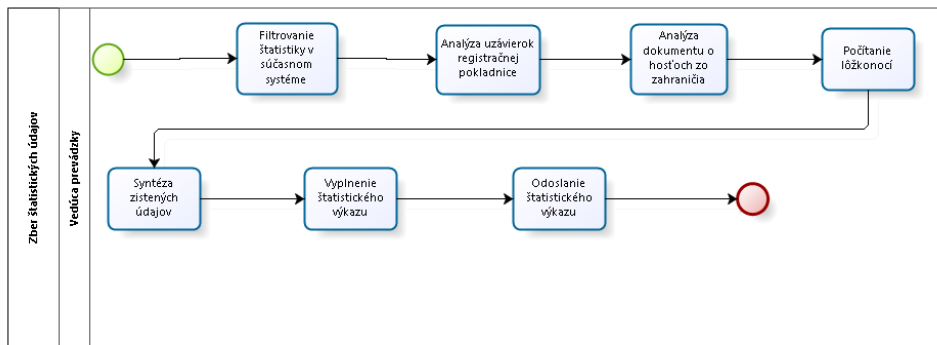 Zber štatistických údajov
Vedúca prevádzky
Filtrovanie
štatistiky v
súčasnom
systéme
Analýza uzávierok
registračnej
pokladnice
Analýza
dokumentu o
hosťoch zo
zahraničia
Počítanie
lôžkonocí
Syntéza
zistených
údajov
Vyplnenie
štatistického
výkazu
Odoslanie
štatistického
výkazu